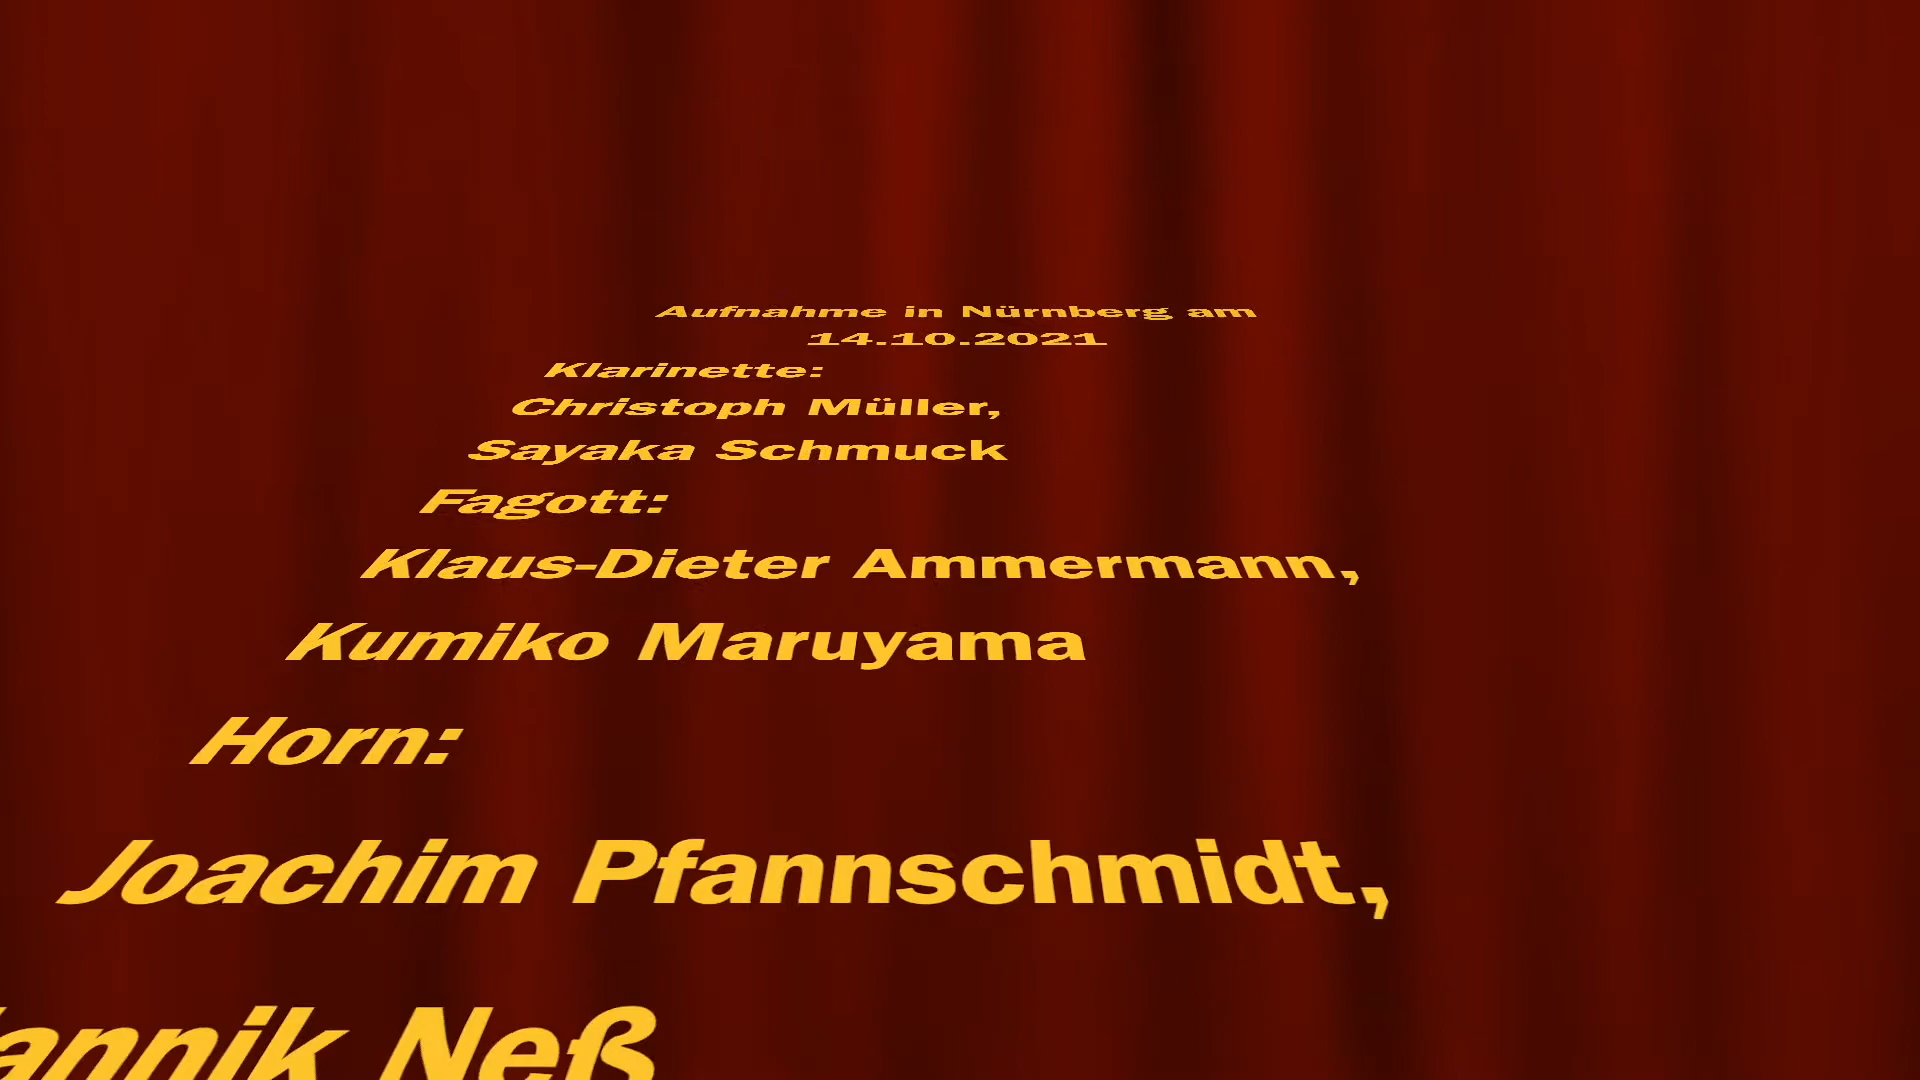 Aufnahme in Nürnberg am
14.10.2021
Klarinette:
Christoph Müller,
Sayaka Schmuck
Fagott:
Klaus-Dieter Ammermann,
Kumiko Maruyama
Horn:
Joachim Pfannschmidt,
Neß